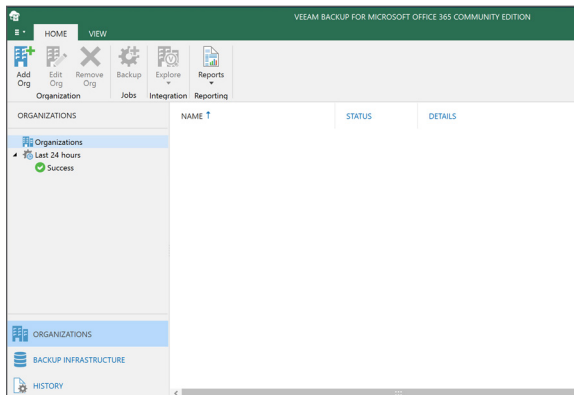 VEEAM BACKUP FOR MICROSOFT OFFICE 365 COMMUNITY EDITION
HOME VIEW
Add Org Edit Org Remove Org Backup Explore Reports
Organization Jobs Integration Reporting
ORGANIZATIONS NAME STATUS DETAILS
Organizations
Last 24 hours
Success
ORGANIZATIONS
BACKUP INFRASTRUCTURE
HISTORY